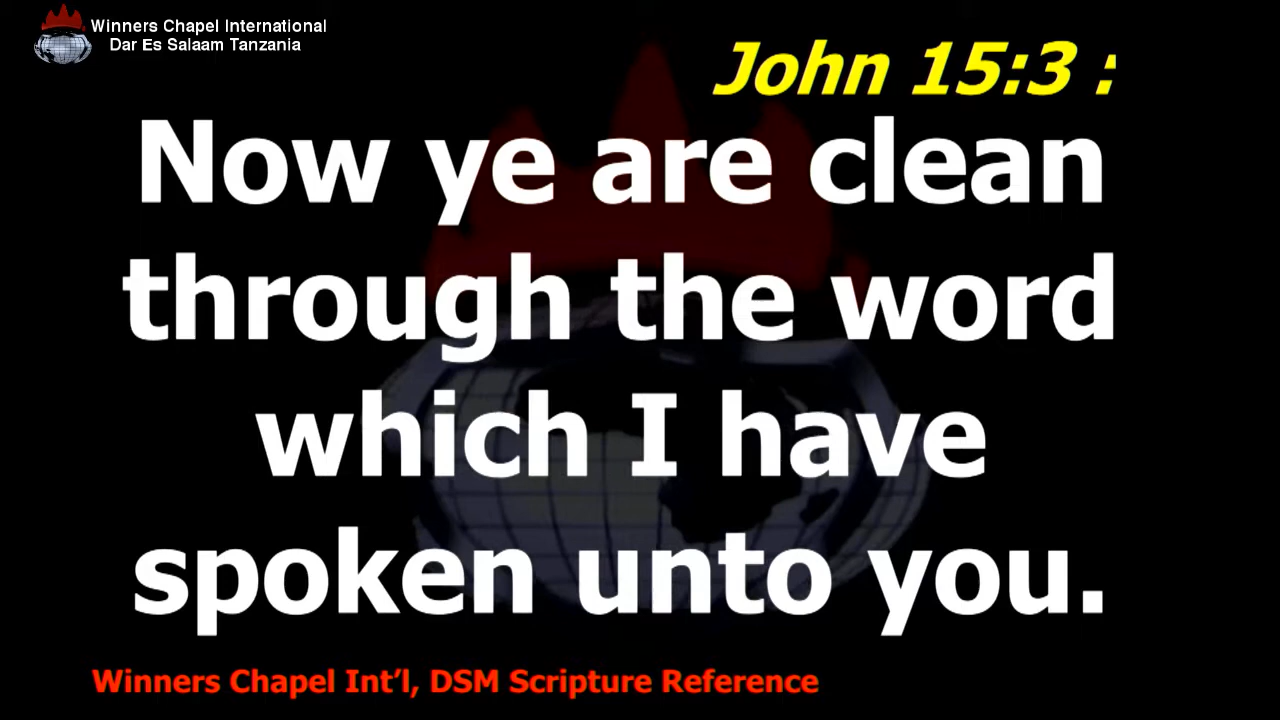 Winners Chapel International
Dar Es Salaam Tanzania
John 15:3 :
Now ye are clean
through the word
which I have
spoken unto you.
Winners Chapel Int’l, DSM Scripture Reference